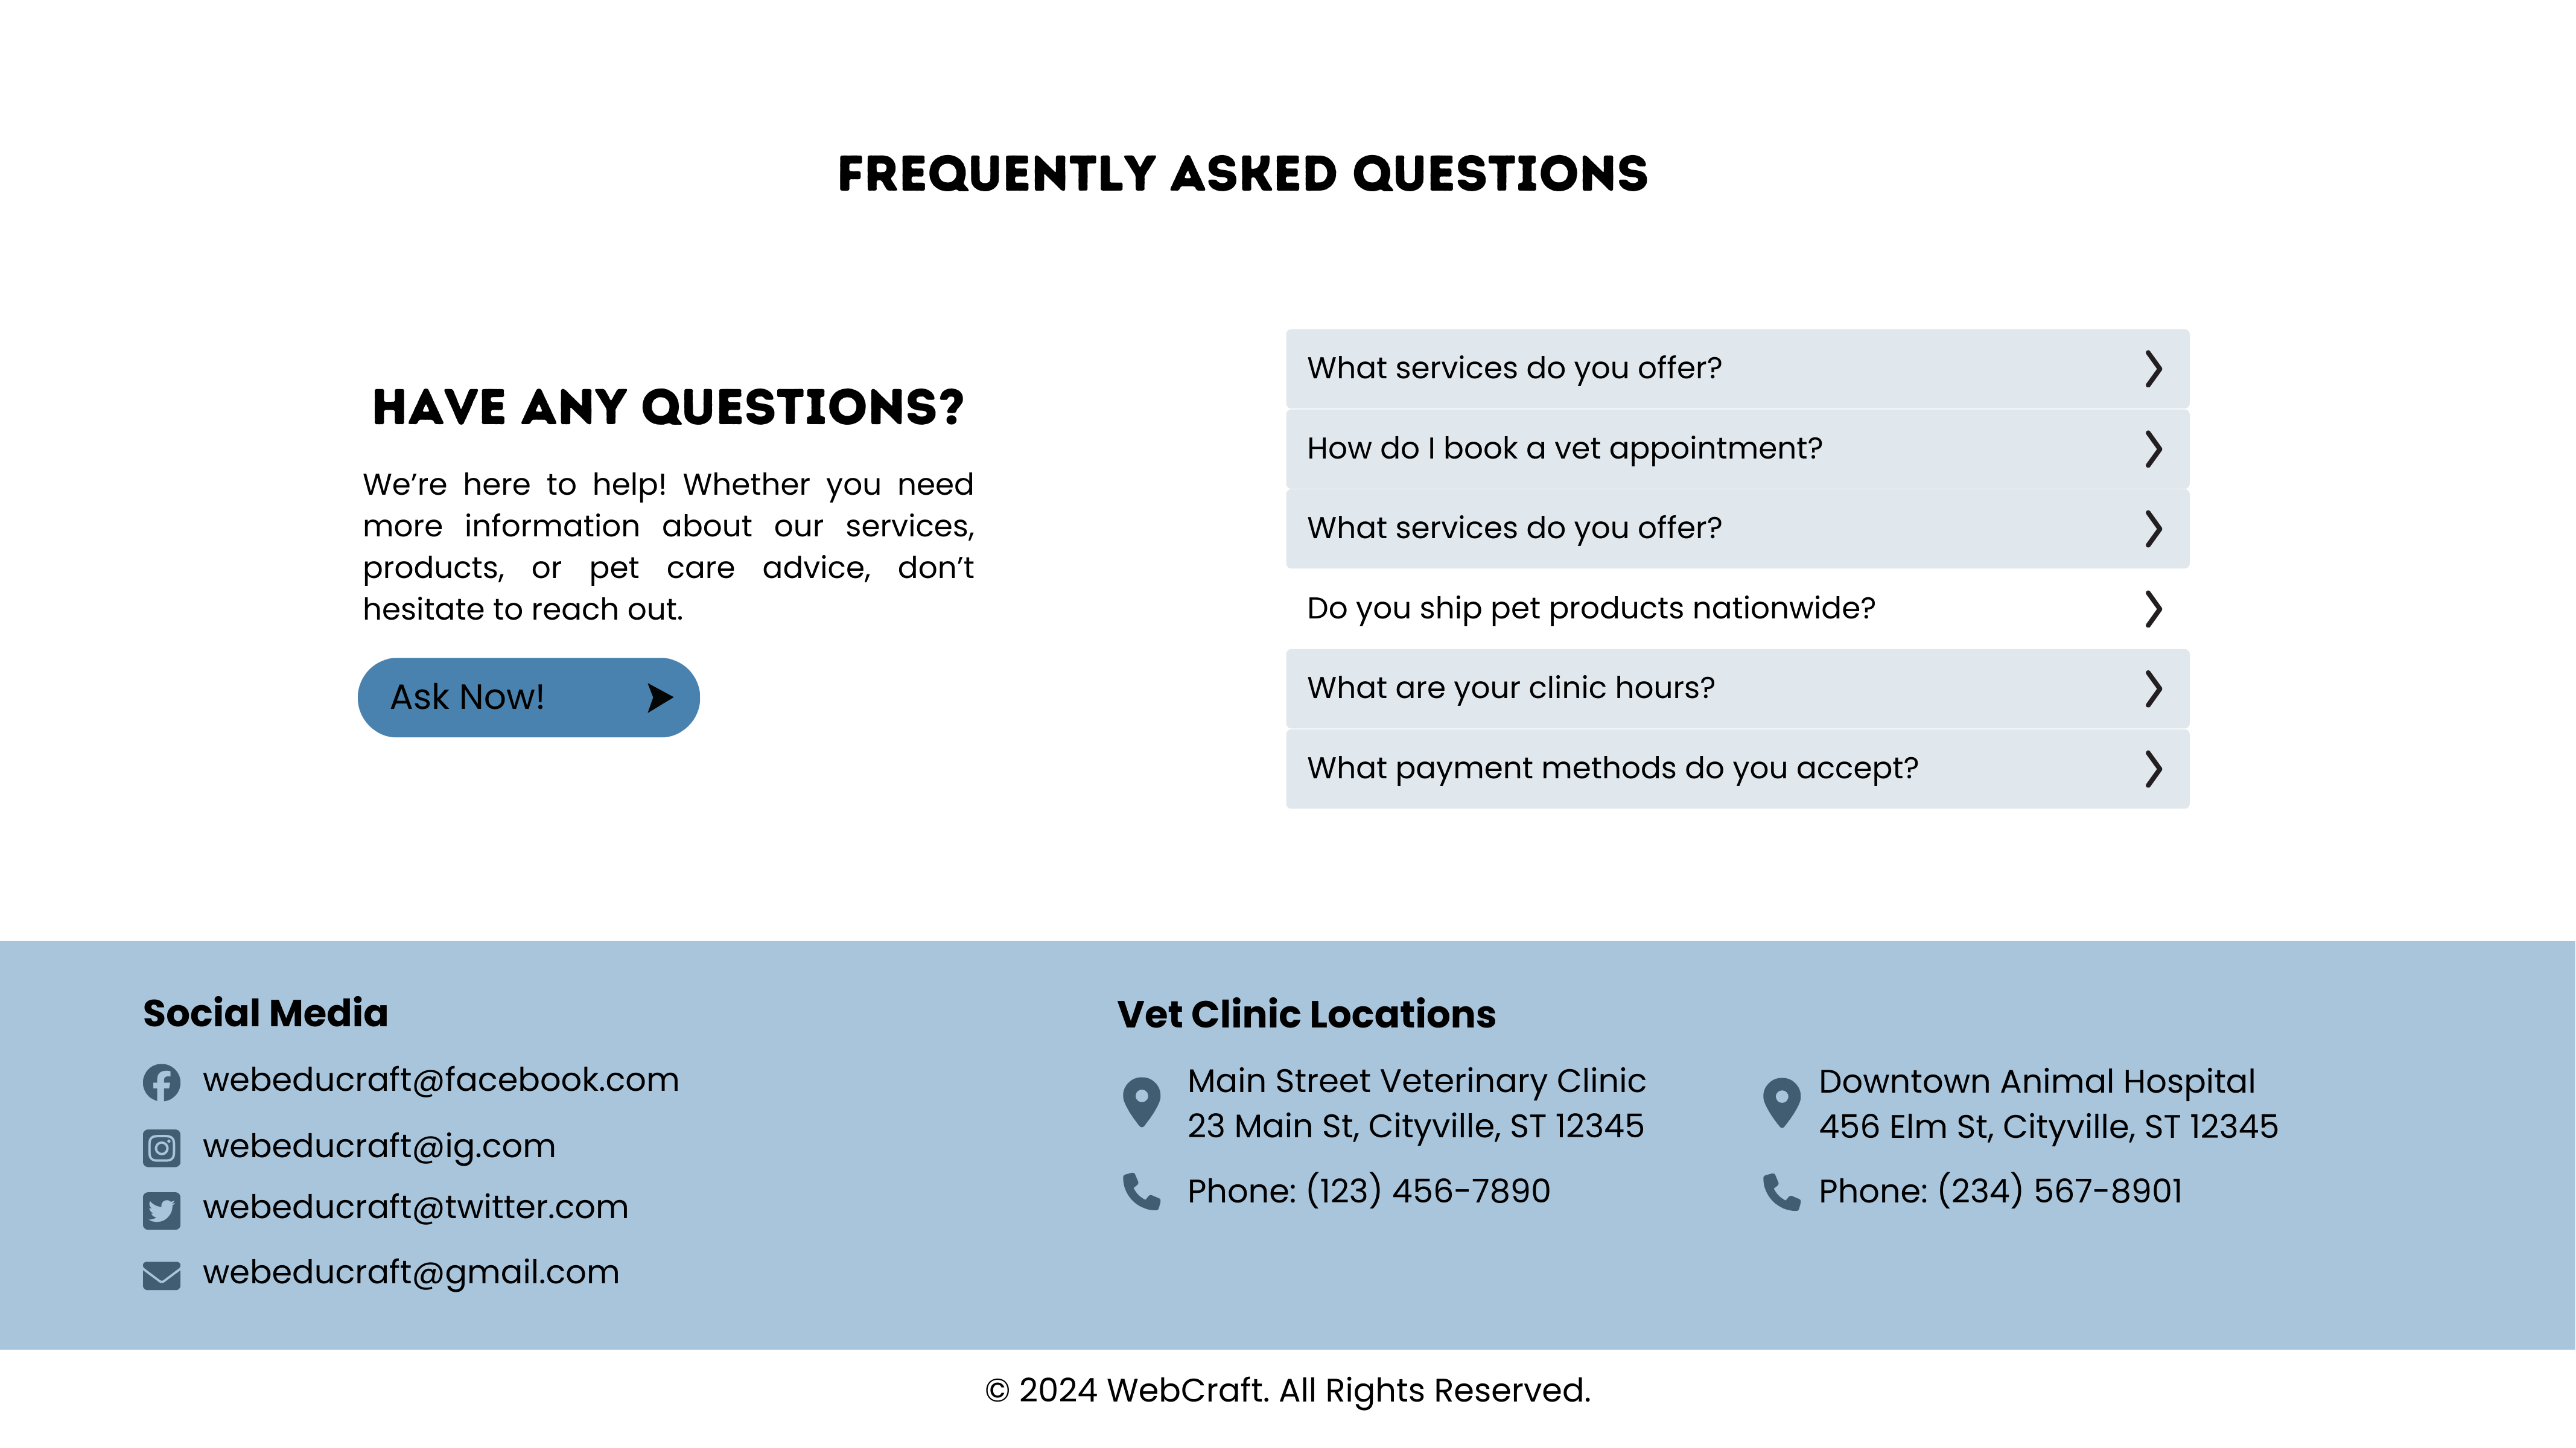 FREQUENTLY ASKED QUESTIONS
HAVE ANY QUESTIONS?
We’re here to help! Whether you need
more information about our services,
products, or pet care advice, don’t
hesitate to reach out.
Ask Now!
What services do you offer?
How do I book a vet appointment?
What services do you offer?
Do you ship pet products nationwide?
What are your clinic hours?
What payment methods do you accept?
Social Media
webeducraft@facebook.com
webeducraft@ig.com
webeducraft@twitter.com
webeducraft@gmail.com
Vet Clinic Locations
Main Street Veterinary Clinic
23 Main St, Cityville, ST 12345
Phone: (123) 456-7890
Downtown Animal Hospital
456 Elm St, Cityville, ST 12345
Phone: (234) 567-8901
© 2024 WebCraft. All Rights Reserved.